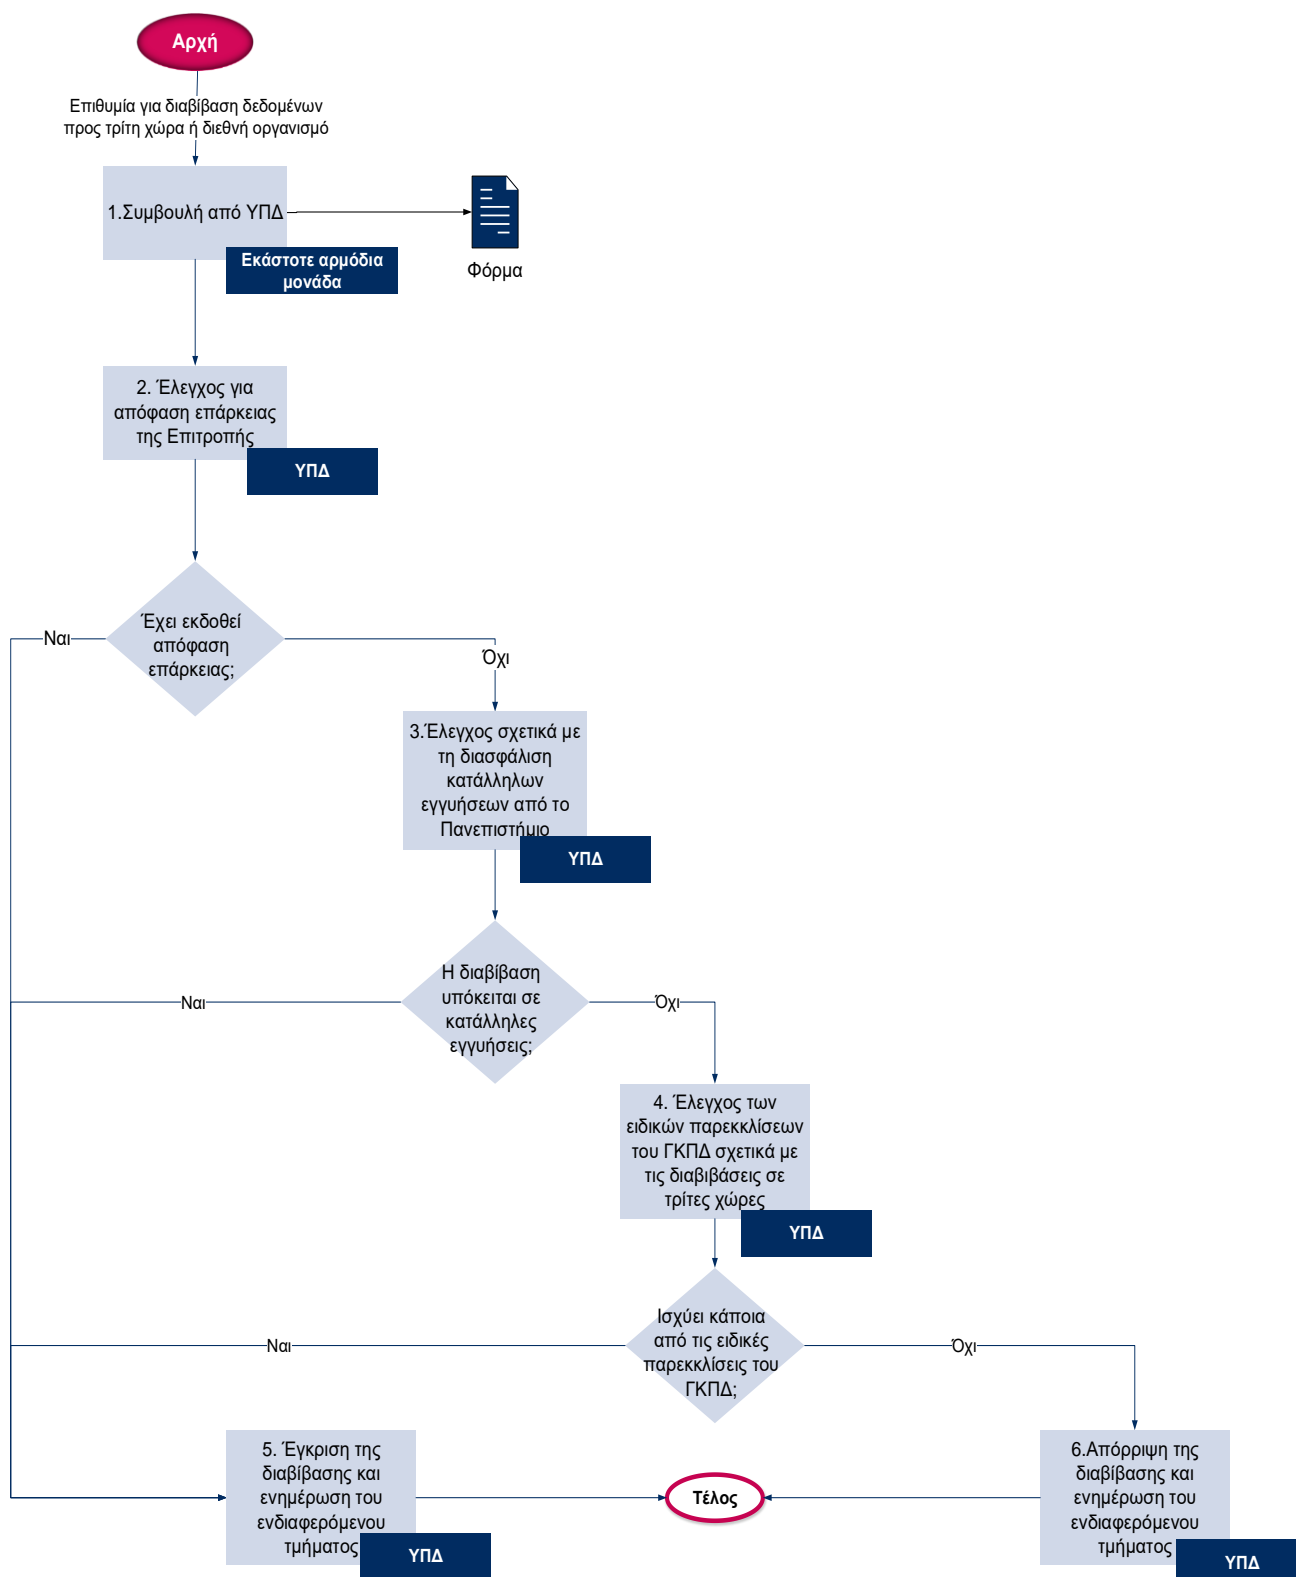 Αρχή
Επιθυμία για διαβίβαση δεδομένων
προς τρίτη χώρα ή διεθνή οργανισμό
1.Συμβουλή από ΥΠΔ
Εκάστοτε αρμόδια
μονάδα
Φόρμα
2. Έλεγχος για
απόφαση επάρκειας
της Επιτροπής
ΥΠΔ
Έχει εκδοθεί
απόφαση
επάρκειας;
Ναι
Όχι
3.Έλεγχος σχετικά με
τη διασφάλιση
κατάλληλων
εγγυήσεων από το
Πανεπιστήμιο
ΥΠΔ
Η διαβίβαση
υπόκειται σε
κατάλληλες
εγγυήσεις;
Ναι
Όχι
4. Έλεγχος των
ειδικών παρεκκλίσεων
του ΓΚΠΔ σχετικά με
τις διαβιβάσεις σε
τρίτες χώρες
ΥΠΔ
Ισχύει κάποια
από τις ειδικές
παρεκκλίσεις του
ΓΚΠΔ;
Ναι
Όχι
5. Έγκριση της
διαβίβασης και
ενημέρωση του
ενδιαφερόμενου
τμήματος
ΥΠΔ
Τέλος
6.Απόρριψη της
διαβίβασης και
ενημέρωση του
ενδιαφερόμενου
τμήματος
ΥΠΔ